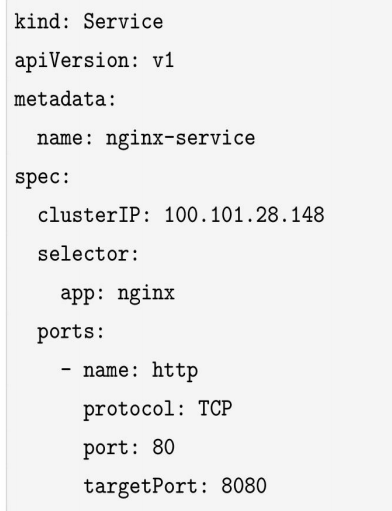 kind: Service
apiVersion: v1
metadata:
  name: nginx-service
spec:
  clusterIP: 100.101.28.148
  selector:
    app: nginx
  ports:
    - name: http
      protocol: TCP
      port: 80
      targetPort: 8080